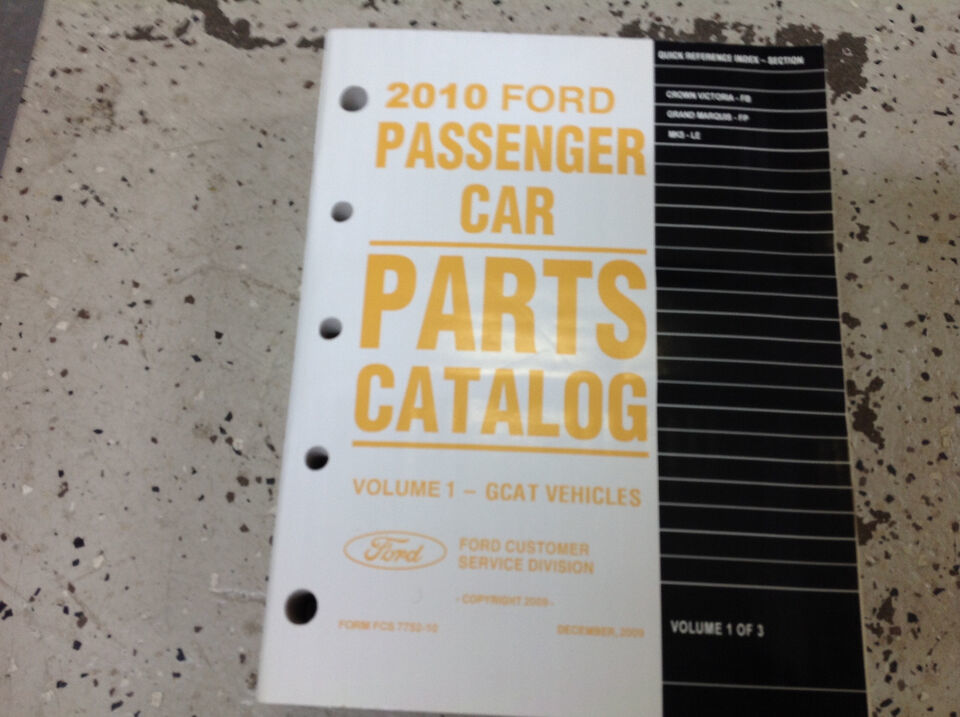 2010 FORD
PASSENGER
CAR
PARTS
CATALOG
VOLUME 1 – GCAT VEHICLES
Ford
FORD CUSTOMER
SERVICE DIVISION
- COPYRIGHT 2009 -
FORM FCS 7752-10
DECEMBER, 2009
QUICK REFERENCE INDEX – SECTION
CROWN VICTORIA - FB
GRAND MARQUIS - FP
MKS - LE
VOLUME 1 OF 3